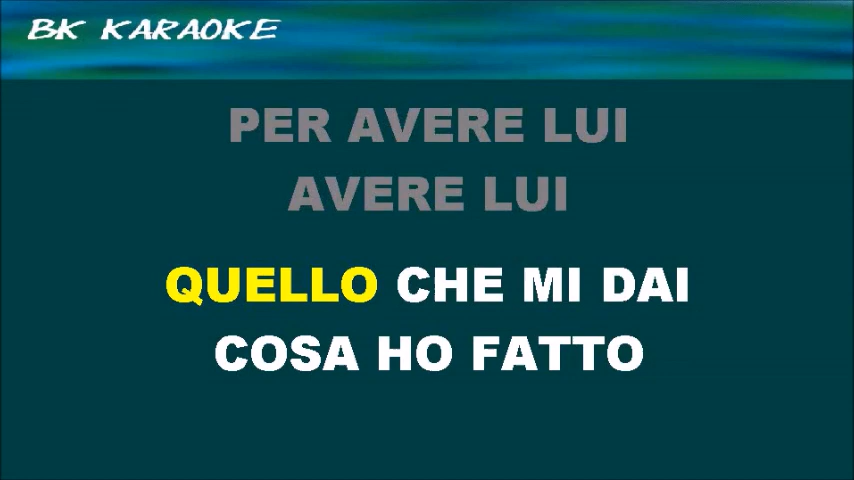 BK KARAOKE
PER AVERE LUI
AVERE LUI
QUELLO CHE MI DAI
COSA HO FATTO